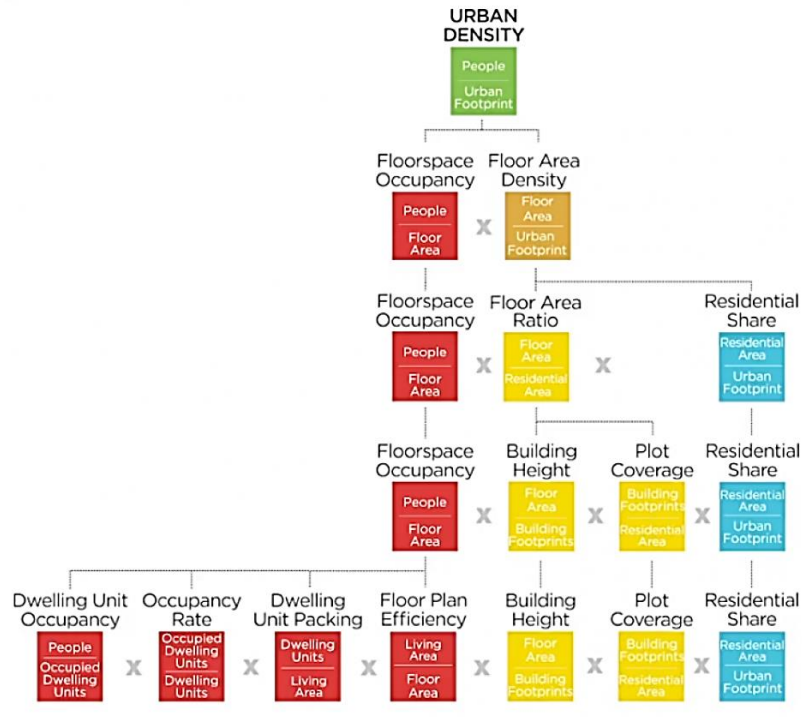 URBAN
DENSITY
People
Urban
Footprint
Floorspace
Occupancy
Floor Area
Density
People
Floor
Area
X
Floor
Area
Urban
Footprint
Floorspace
Occupancy
Floor Area
Ratio
Residential
Share
People
Floor
Area
X
Floor
Area
Residential
Area
X
Residential
Area
Urban
Footprint
Floorspace
Occupancy
Building
Height
Plot
Coverage
Residential
Share
People
Floor
Area
X
Floor
Area
Building
Footprints
X
Building
Footprints
Residential
Area
X
Residential
Area
Urban
Footprint
Dwelling Unit
Occupancy
Occupancy
Rate
Dwelling
Unit Packing
Floor Plan
Efficiency
Building
Height
Plot
Coverage
Residential
Share
People
Occupied
Dwelling
Units
X
Occupied
Dwelling
Units
Dwelling
Units
X
Dwelling
Units
Living
Area
X
Living
Area
Floor
Area
X
Floor
Area
Building
Footprints
X
Building
Footprints
Residential
Area
X
Residential
Area
Urban
Footprint